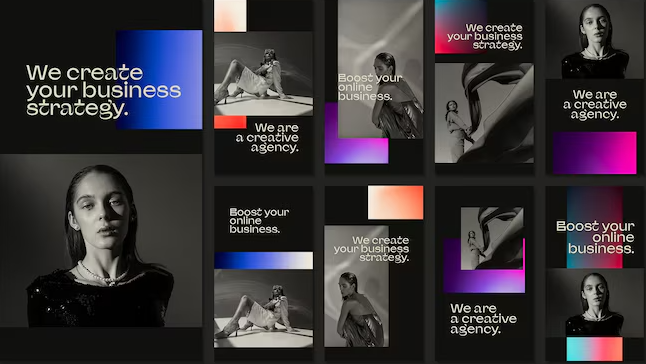 We create
your business
strategy.
We are
a creative
agency.
Boost your
online
business.
We create
your business
strategy.
We are
a creative
agency.
Boost your
online
business.
We create
your business
strategy.
We are
a creative
agency.
Boost your
online
business.